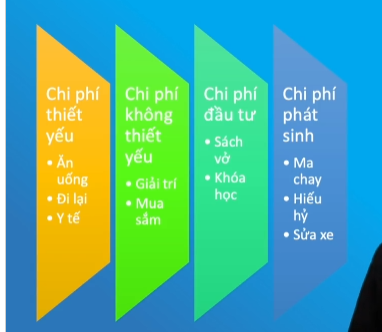 Chi phí
thiết
yếu
• Ăn
uống
• Đi lại
• Y tế
Chi phí
không
thiết
yếu
• Giải trí
• Mua
sắm
Chi phí
đầu tư
• Sách
vở
• Khóa
học
Chi phí
phát
sinh
• Ma
chay
• Hiếu
hỷ
• Sửa xe